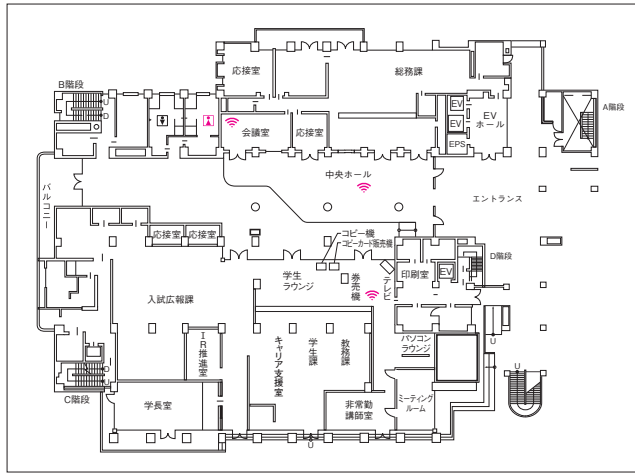 応接室
総務課
B階段
U
D
A階段
EV
EV
EPS
EV
ホール
会議室
応接室
中央ホール
エントランス
バルコニー
応接室
応接室
コピー機
コピーカード販売機
学生
ラウンジ
券売機
テレビ
印刷室
EV
D階段
入試広報課
IR推進室
キャリア支援室
学生課
教務課
パソコン
ラウンジ
U
U
D
U
C階段
学長室
非常勤
講師室
ミーティング
ルーム
U